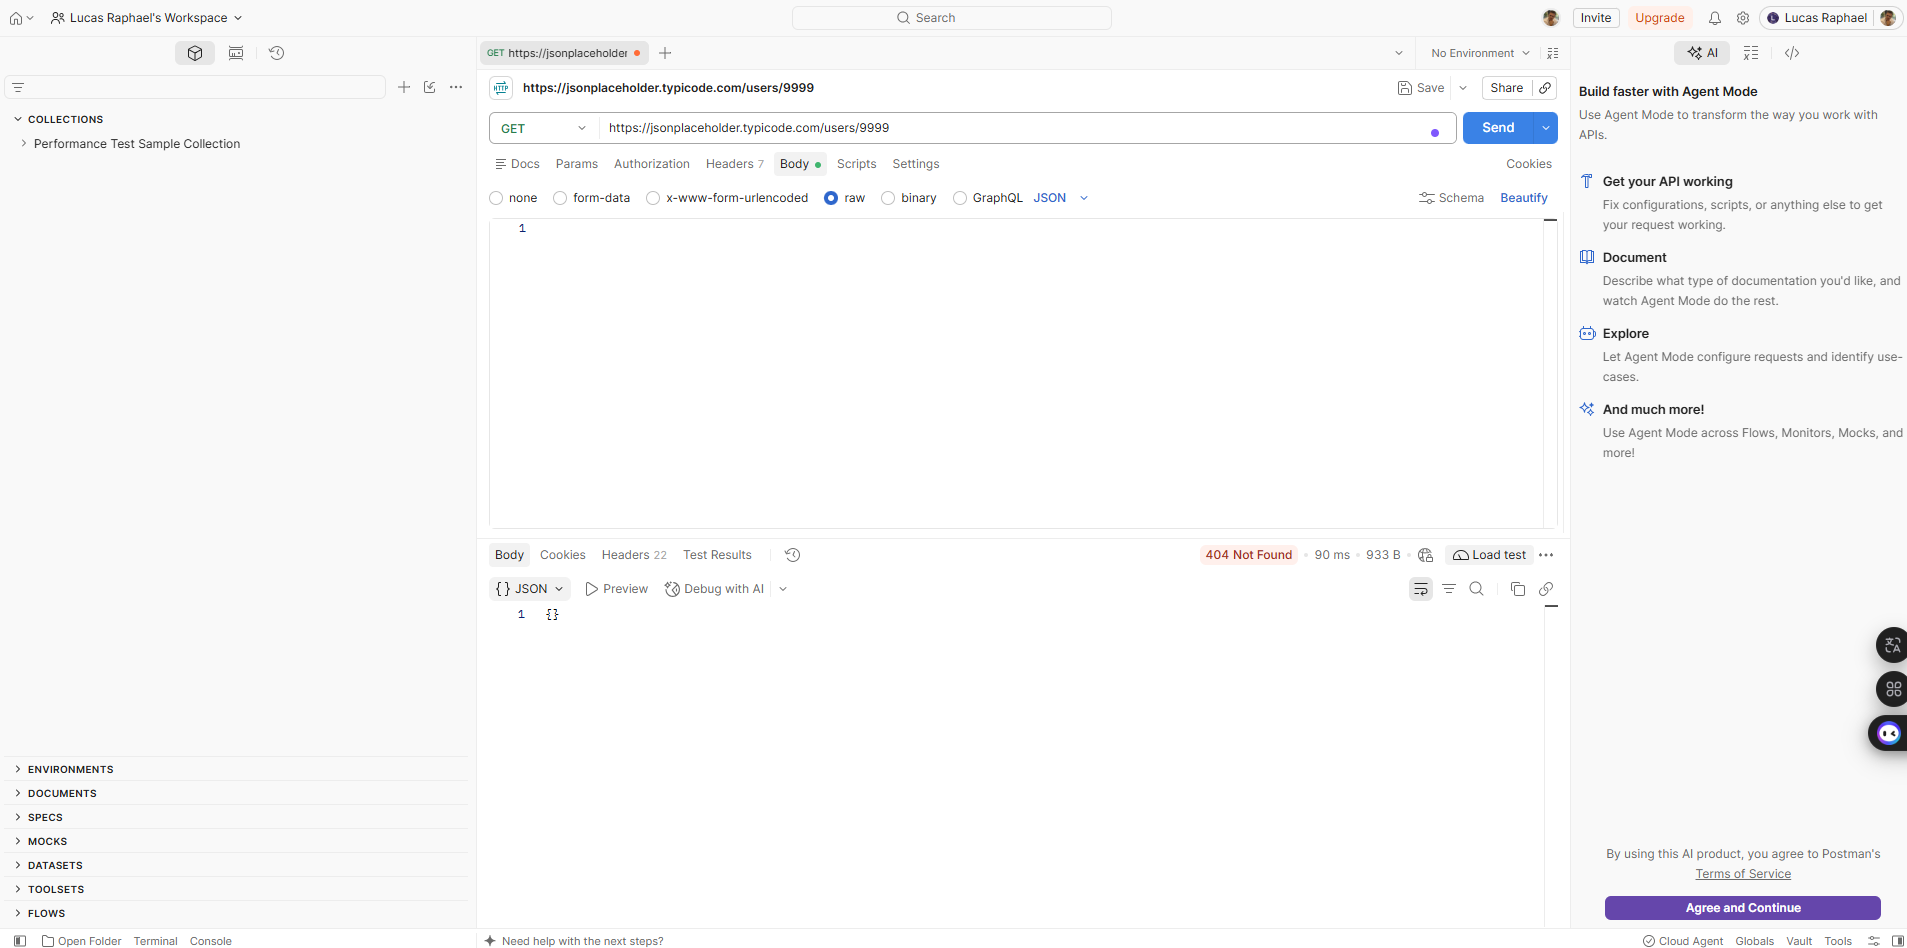 Lucas Raphael's Workspace
Search
Invite
Upgrade
Lucas Raphael
GET https://jsonplaceholder
No Environment
AI
HTTP
https://jsonplaceholder.typicode.com/users/9999
Save
Share
COLLECTIONS
Performance Test Sample Collection
GET
https://jsonplaceholder.typicode.com/users/9999
Send
Docs
Params
Authorization
Headers 7
Body
Scripts
Settings
Cookies
none
form-data
x-www-form-urlencoded
raw
binary
GraphQL
JSON
Schema
Beautify
1
Body
Cookies
Headers 22
Test Results
404 Not Found
90 ms
933 B
Load test
{} JSON
Preview
Debug with AI
1 {}
Build faster with Agent Mode
Use Agent Mode to transform the way you work with
APIs.
Get your API working
Fix configurations, scripts, or anything else to get
your request working.
Document
Describe what type of documentation you'd like, and
watch Agent Mode do the rest.
Explore
Let Agent Mode configure requests and identify use-
cases.
And much more!
Use Agent Mode across Flows, Monitors, Mocks, and
more!
By using this AI product, you agree to Postman's
Terms of Service
Agree and Continue
ENVIRONMENTS
DOCUMENTS
SPECS
MOCKS
DATASETS
TOOLSETS
FLOWS
Open Folder
Terminal
Console
Need help with the next steps?
Cloud Agent
Globals
Vault
Tools